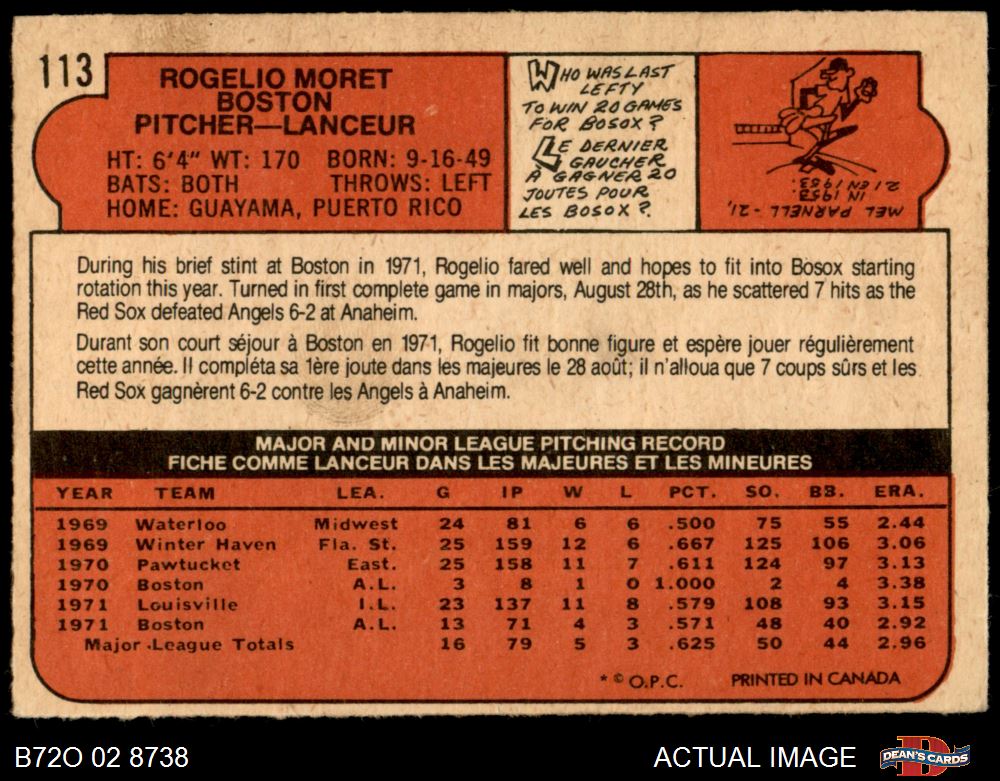 113
ROGELIO MORET
BOSTON
PITCHER—LANCEUR
HT: 6'4" WT: 170 BORN: 9-16-49
BATS: BOTH THROWS: LEFT
HOME: GUAYAMA, PUERTO RICO
WHO WAS LAST
LEFTY
TO WIN 20 GAMES
FOR BOSOX?
LE DERNIER
GAUCHER
À GAGNER 20
JOUTES POUR
LES BOSOX?
MEL PARNELL - 21,
IN 1953
21 EN 1953.
During his brief stint at Boston in 1971, Rogelio fared well and hopes to fit into Bosox starting
rotation this year. Turned in first complete game in majors, August 28th, as he scattered 7 hits as the
Red Sox defeated Angels 6-2 at Anaheim.
Durant son court séjour à Boston en 1971, Rogelio fit bonne figure et espère jouer régulièrement
cette année. Il compléta sa 1ère joute dans les majeures le 28 août; il n'alloua que 7 coups sûrs et les
Red Sox gagnèrent 6-2 contre les Angels à Anaheim.
MAJOR AND MINOR LEAGUE PITCHING RECORD
FICHE COMME LANCEUR DANS LES MAJEURES ET LES MINEURES
YEAR TEAM LEA. G IP W L PCT. SO. BB. ERA.
1969 Waterloo Midwest 24 81 6 6 .500 75 55 2.44
1969 Winter Haven Fla. St. 25 159 12 6 .667 125 106 3.06
1970 Pawtucket East. 25 158 11 7 .611 124 97 3.13
1970 Boston A.L. 3 8 1 0 1.000 2 4 3.38
1971 Louisville I.L. 23 137 11 8 .579 108 93 3.15
1971 Boston A.L. 13 71 4 3 .571 48 40 2.92
Major League Totals 16 79 5 3 .625 50 44 2.96
* © O.P.C. PRINTED IN CANADA
B72O 02 8738
ACTUAL IMAGE
DEAN'S CARDS